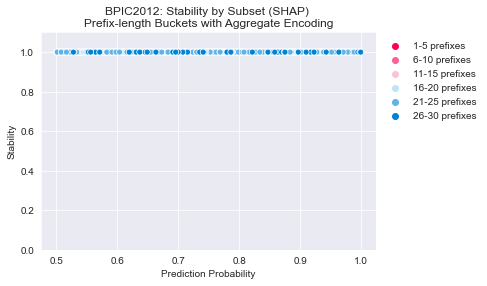 BPIC2012: Stability by Subset (SHAP)
Prefix-length Buckets with Aggregate Encoding
1.0
0.8
0.6
0.4
0.2
0.0
Stability
0.5 0.6 0.7 0.8 0.9 1.0
Prediction Probability
1-5 prefixes
6-10 prefixes
11-15 prefixes
16-20 prefixes
21-25 prefixes
26-30 prefixes